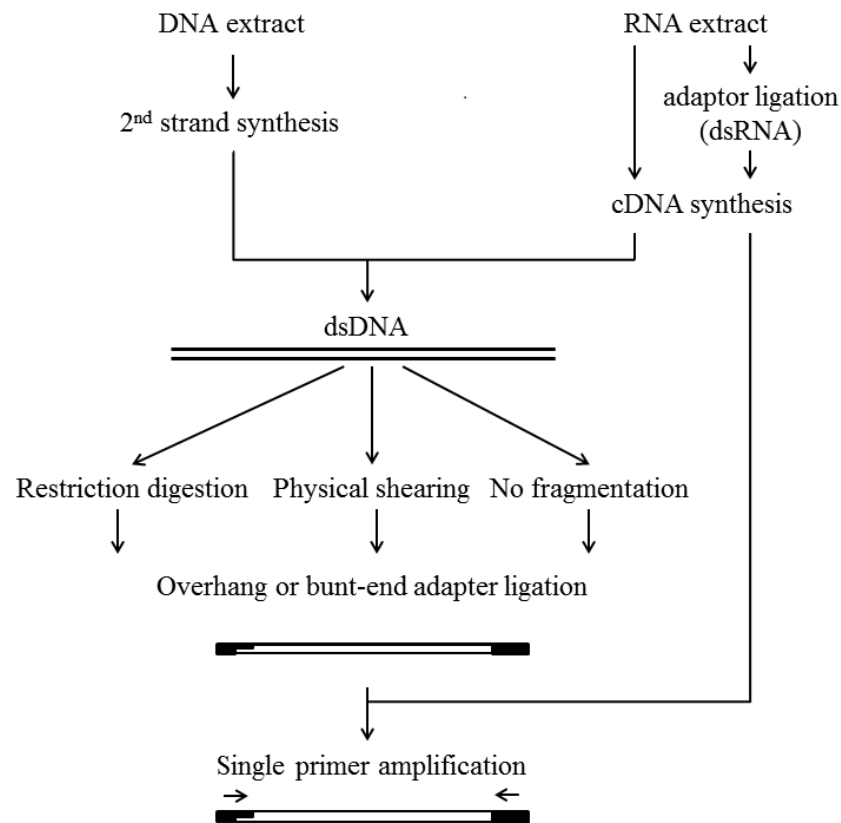 DNA extract
RNA extract
2nd strand synthesis
adaptor ligation
(dsRNA)
cDNA synthesis
dsDNA
Restriction digestion
Physical shearing
No fragmentation
Overhang or bunt-end adapter ligation
Single primer amplification